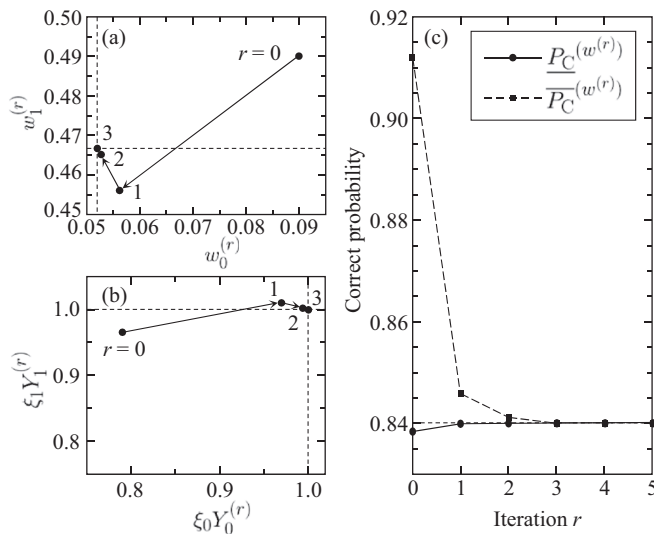 (a)
r = 0
3
2
1
0.50
0.49
0.48
0.47
0.46
0.45
w₁⁽ʳ⁾
0.05 0.06 0.07 0.08 0.09
w₀⁽ʳ⁾
(b)
1
3
2
r = 0
1.0
0.9
0.8
ξ₁Y₁⁽ʳ⁾
0.8 0.9 1.0
ξ₀Y₀⁽ʳ⁾
(c)
P_C^(w⁽ʳ⁾)
P_C^(w⁽ʳ⁾)
0.92
0.90
0.88
0.86
0.84
Correct probability
0 1 2 3 4 5
Iteration r